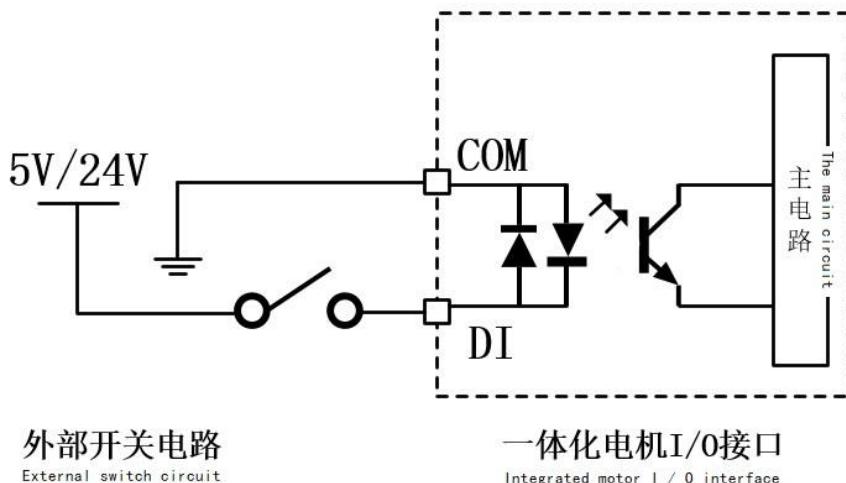 COM
5V/24V
主电路
The main circuit
DI
外部开关电路
External switch circuit
一体化电机I/O接口
Integrated motor I / O interface